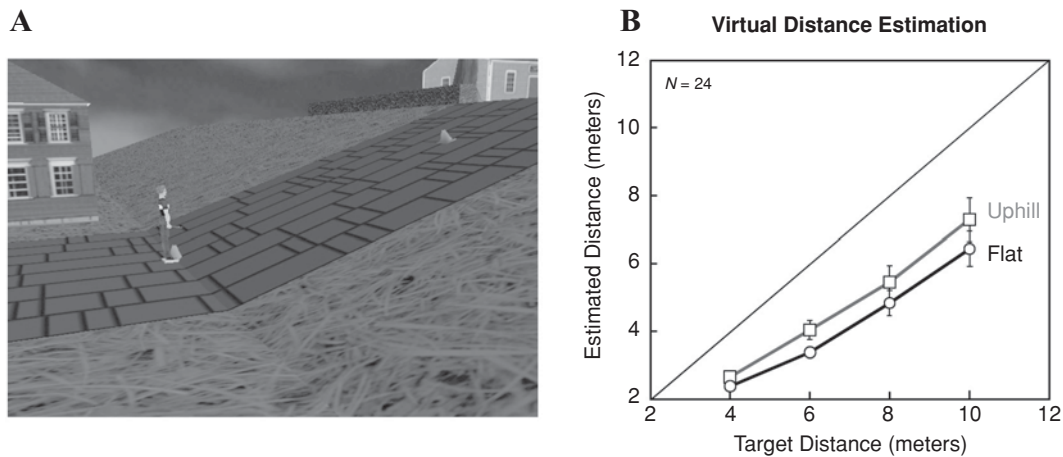 A
B
Virtual Distance Estimation
N = 24
12
10
8
6
4
2
Estimated Distance (meters)
Uphill
Flat
2
4
6
8
10
12
Target Distance (meters)